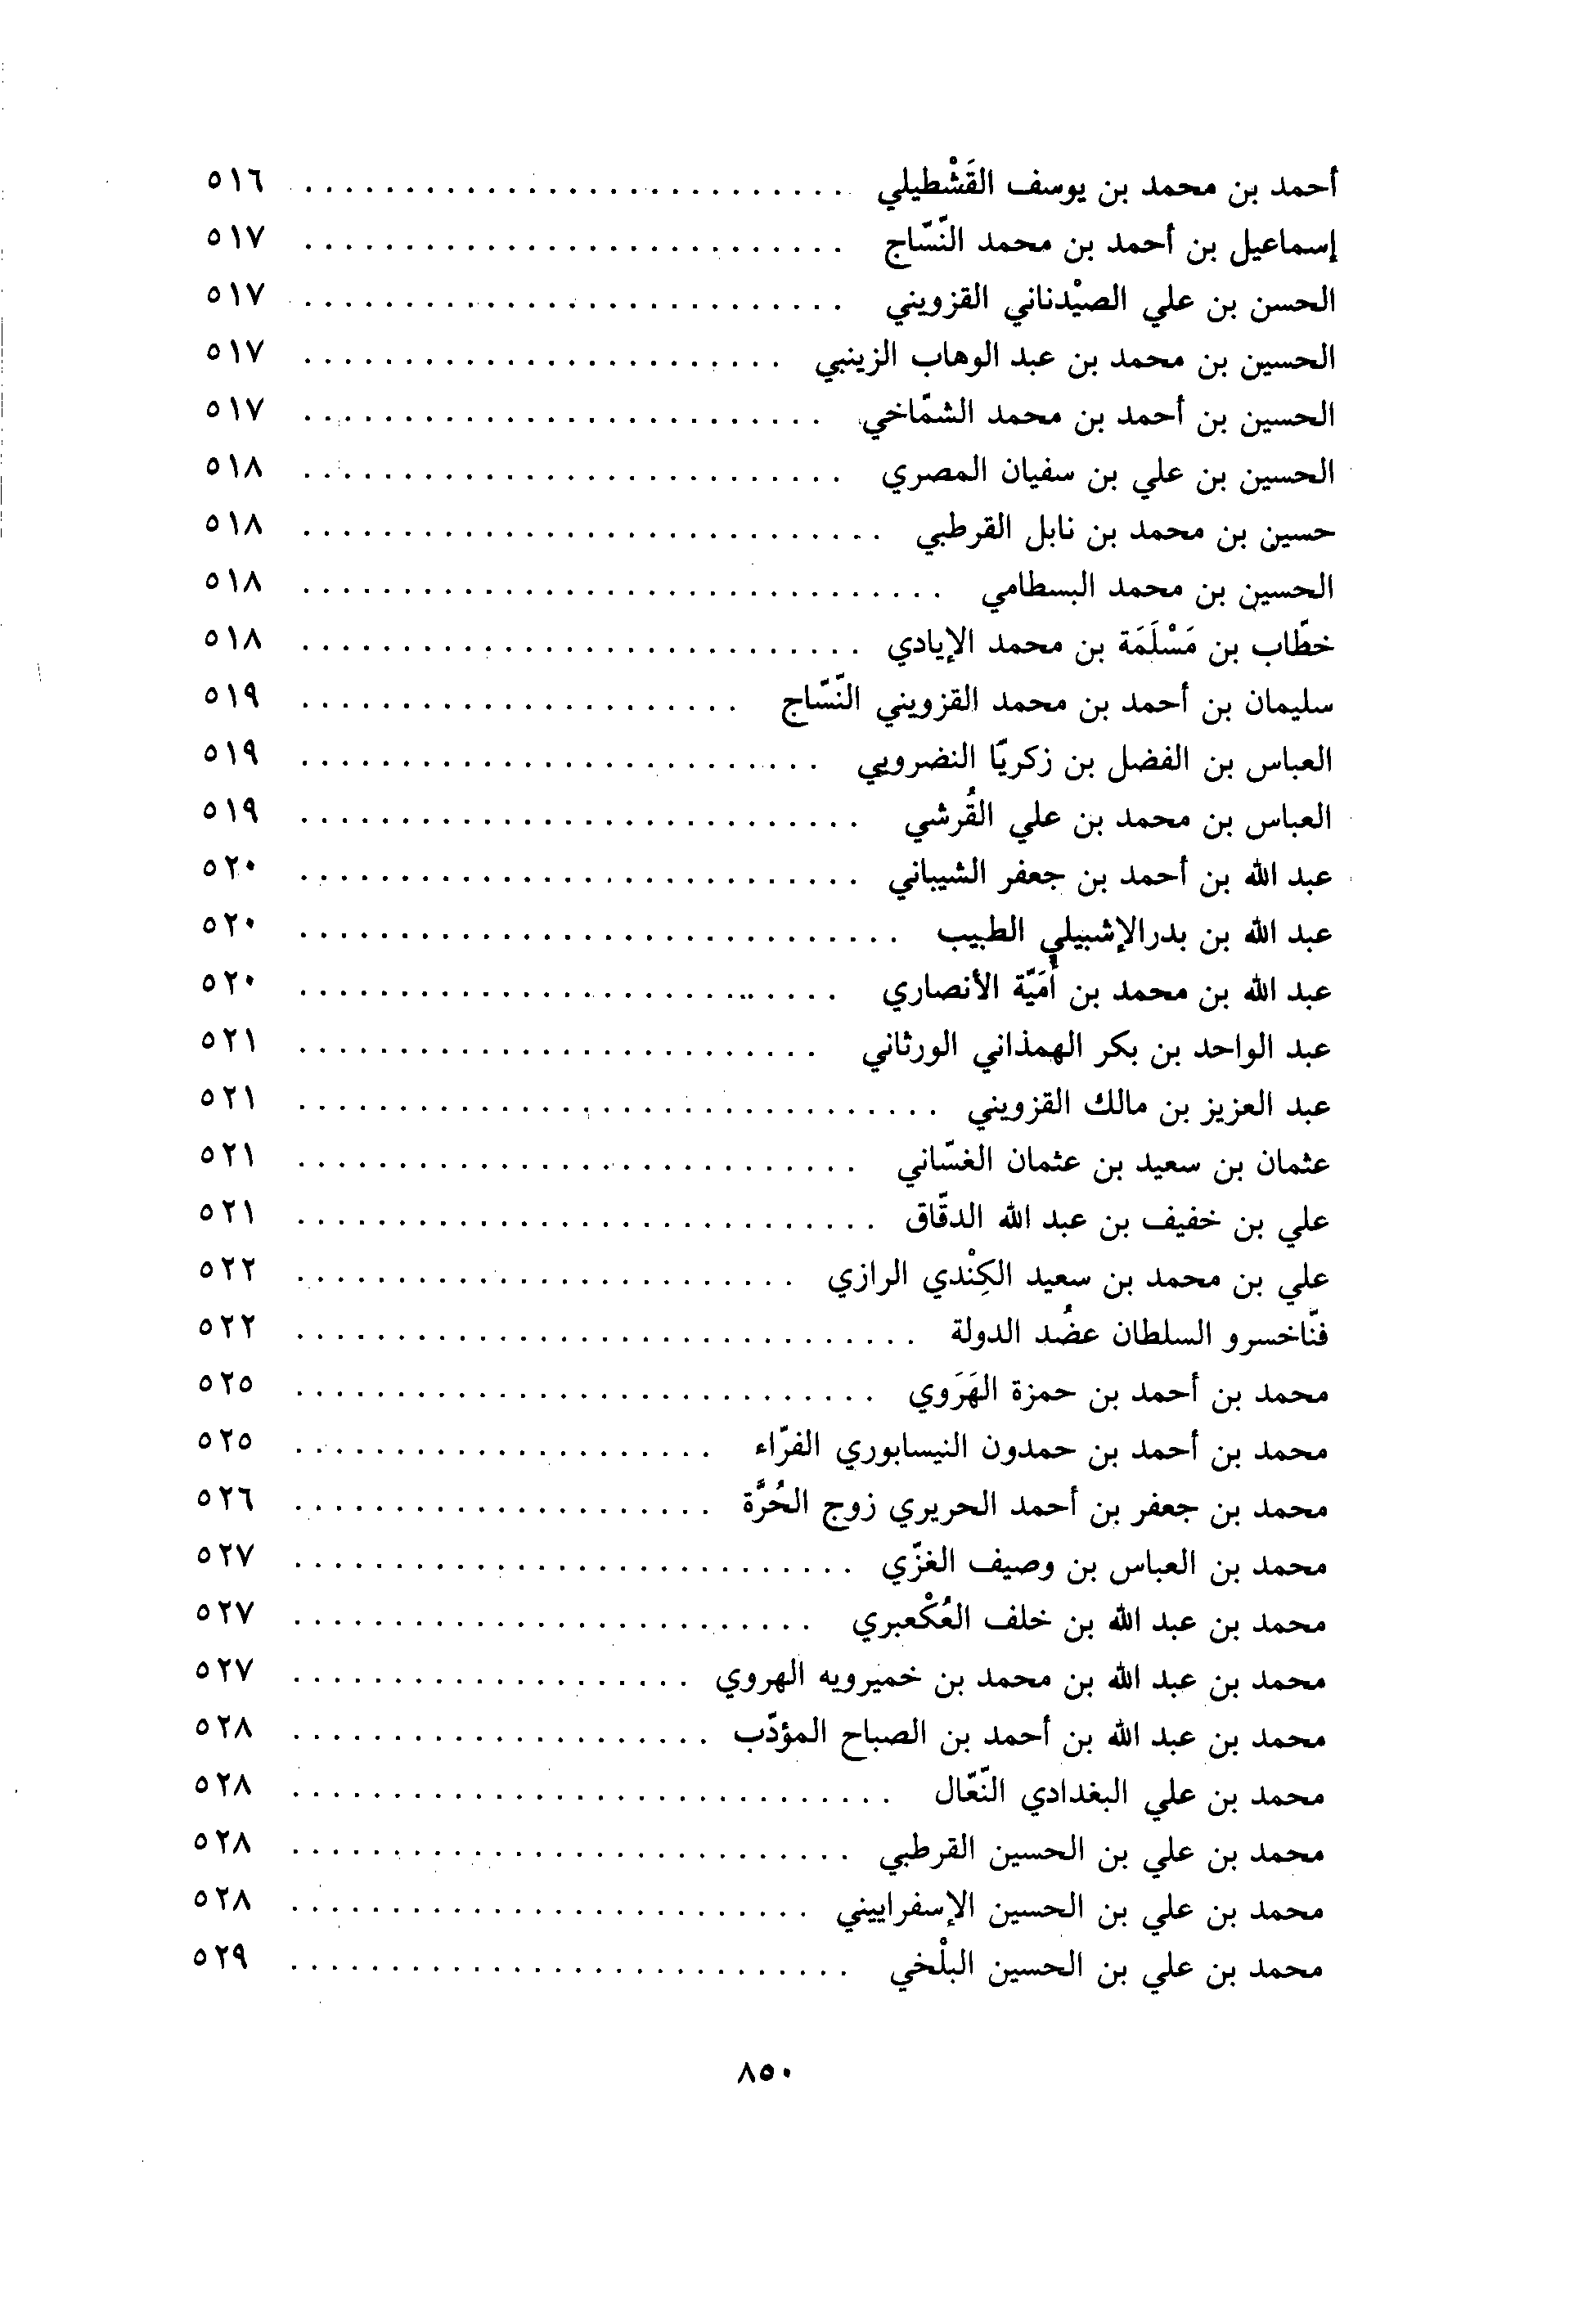 أحمد بن محمد بن يوسف القَشْطيلي . . . . . . . . . . . . . . . . . . . . . . . . . . . ٥١٦
إسماعيل بن أحمد بن محمد النّسّاج . . . . . . . . . . . . . . . . . . . . . . . . . . . ٥١٧
الحسن بن علي الصيْدناني القزويني . . . . . . . . . . . . . . . . . . . . . . . . . . . ٥١٧
الحسين بن محمد بن عبد الوهاب الزينبي . . . . . . . . . . . . . . . . . . . . . . . . ٥١٧
الحسين بن أحمد بن محمد الشمّاخي . . . . . . . . . . . . . . . . . . . . . . . . . . ٥١٧
الحسين بن علي بن سفيان المصري . . . . . . . . . . . . . . . . . . . . . . . . . . . ٥١٨
حسين بن محمد بن نابل القرطبي . . . . . . . . . . . . . . . . . . . . . . . . . . . . . ٥١٨
الحسين بن محمد البسطامي . . . . . . . . . . . . . . . . . . . . . . . . . . . . . . . . ٥١٨
خطّاب بن مَسْلَمَة بن محمد الإيادي . . . . . . . . . . . . . . . . . . . . . . . . . . . . ٥١٨
سليمان بن أحمد بن محمد القزويني النّسّاج . . . . . . . . . . . . . . . . . . . . . . ٥١٩
العباس بن الفضل بن زكريّا النضرويي . . . . . . . . . . . . . . . . . . . . . . . . . . ٥١٩
العباس بن محمد بن علي القُرشي . . . . . . . . . . . . . . . . . . . . . . . . . . . . ٥١٩
عبد الله بن أحمد بن جعفر الشيباني . . . . . . . . . . . . . . . . . . . . . . . . . . . . ٥٢٠
عبد الله بن بدرالإشبيلي الطبيب . . . . . . . . . . . . . . . . . . . . . . . . . . . . . . ٥٢٠
عبد الله بن محمد بن أُمَيّة الأنصاري . . . . . . . . . . . . . . . . . . . . . . . . . . . ٥٢٠
عبد الواحد بن بكر الهمذاني الورثاني . . . . . . . . . . . . . . . . . . . . . . . . . . ٥٢١
عبد العزيز بن مالك القزويني . . . . . . . . . . . . . . . . . . . . . . . . . . . . . . . . ٥٢١
عثمان بن سعيد بن عثمان الغسّاني . . . . . . . . . . . . . . . . . . . . . . . . . . . . ٥٢١
علي بن خفيف بن عبد الله الدقّاق . . . . . . . . . . . . . . . . . . . . . . . . . . . . . ٥٢١
علي بن محمد بن سعيد الكِنْدي الرازي . . . . . . . . . . . . . . . . . . . . . . . . . ٥٢٢
فنّاخسرو السلطان عضُد الدولة . . . . . . . . . . . . . . . . . . . . . . . . . . . . . . . ٥٢٢
محمد بن أحمد بن حمزة الهَرَوي . . . . . . . . . . . . . . . . . . . . . . . . . . . . . ٥٢٥
محمد بن أحمد بن حمدون النيسابوري الفرّاء . . . . . . . . . . . . . . . . . . . . . ٥٢٥
محمد بن جعفر بن أحمد الحريري زوج الحُرَّة . . . . . . . . . . . . . . . . . . . . . ٥٢٦
محمد بن العباس بن وصيف الغزّي . . . . . . . . . . . . . . . . . . . . . . . . . . . . ٥٢٧
محمد بن عبد الله بن خلف العُكْعبري . . . . . . . . . . . . . . . . . . . . . . . . . . ٥٢٧
محمد بن عبد الله بن محمد بن خميرويه الهروي . . . . . . . . . . . . . . . . . . . . ٥٢٧
محمد بن عبد الله بن أحمد بن الصباح المؤدّب . . . . . . . . . . . . . . . . . . . . . ٥٢٨
محمد بن علي البغدادي النّعّال . . . . . . . . . . . . . . . . . . . . . . . . . . . . . . ٥٢٨
محمد بن علي بن الحسين القرطبي . . . . . . . . . . . . . . . . . . . . . . . . . . . . ٥٢٨
محمد بن علي بن الحسين الإسفراييني . . . . . . . . . . . . . . . . . . . . . . . . . . ٥٢٨
محمد بن علي بن الحسين البلْخي . . . . . . . . . . . . . . . . . . . . . . . . . . . . ٥٢٩
٨٥٠